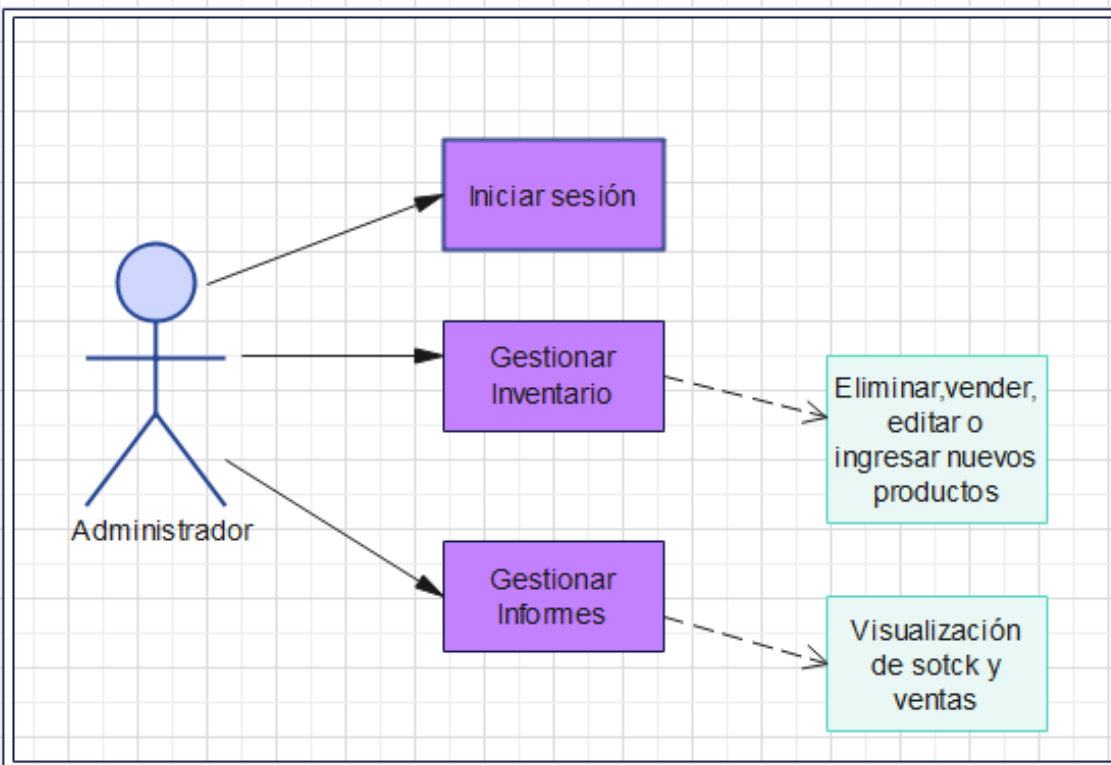 Iniciar sesión
Gestionar
Inventario
Eliminar,vender,
editar o
ingresar nuevos
productos
Administrador
Gestionar
Informes
Visualización
de sotck y
ventas